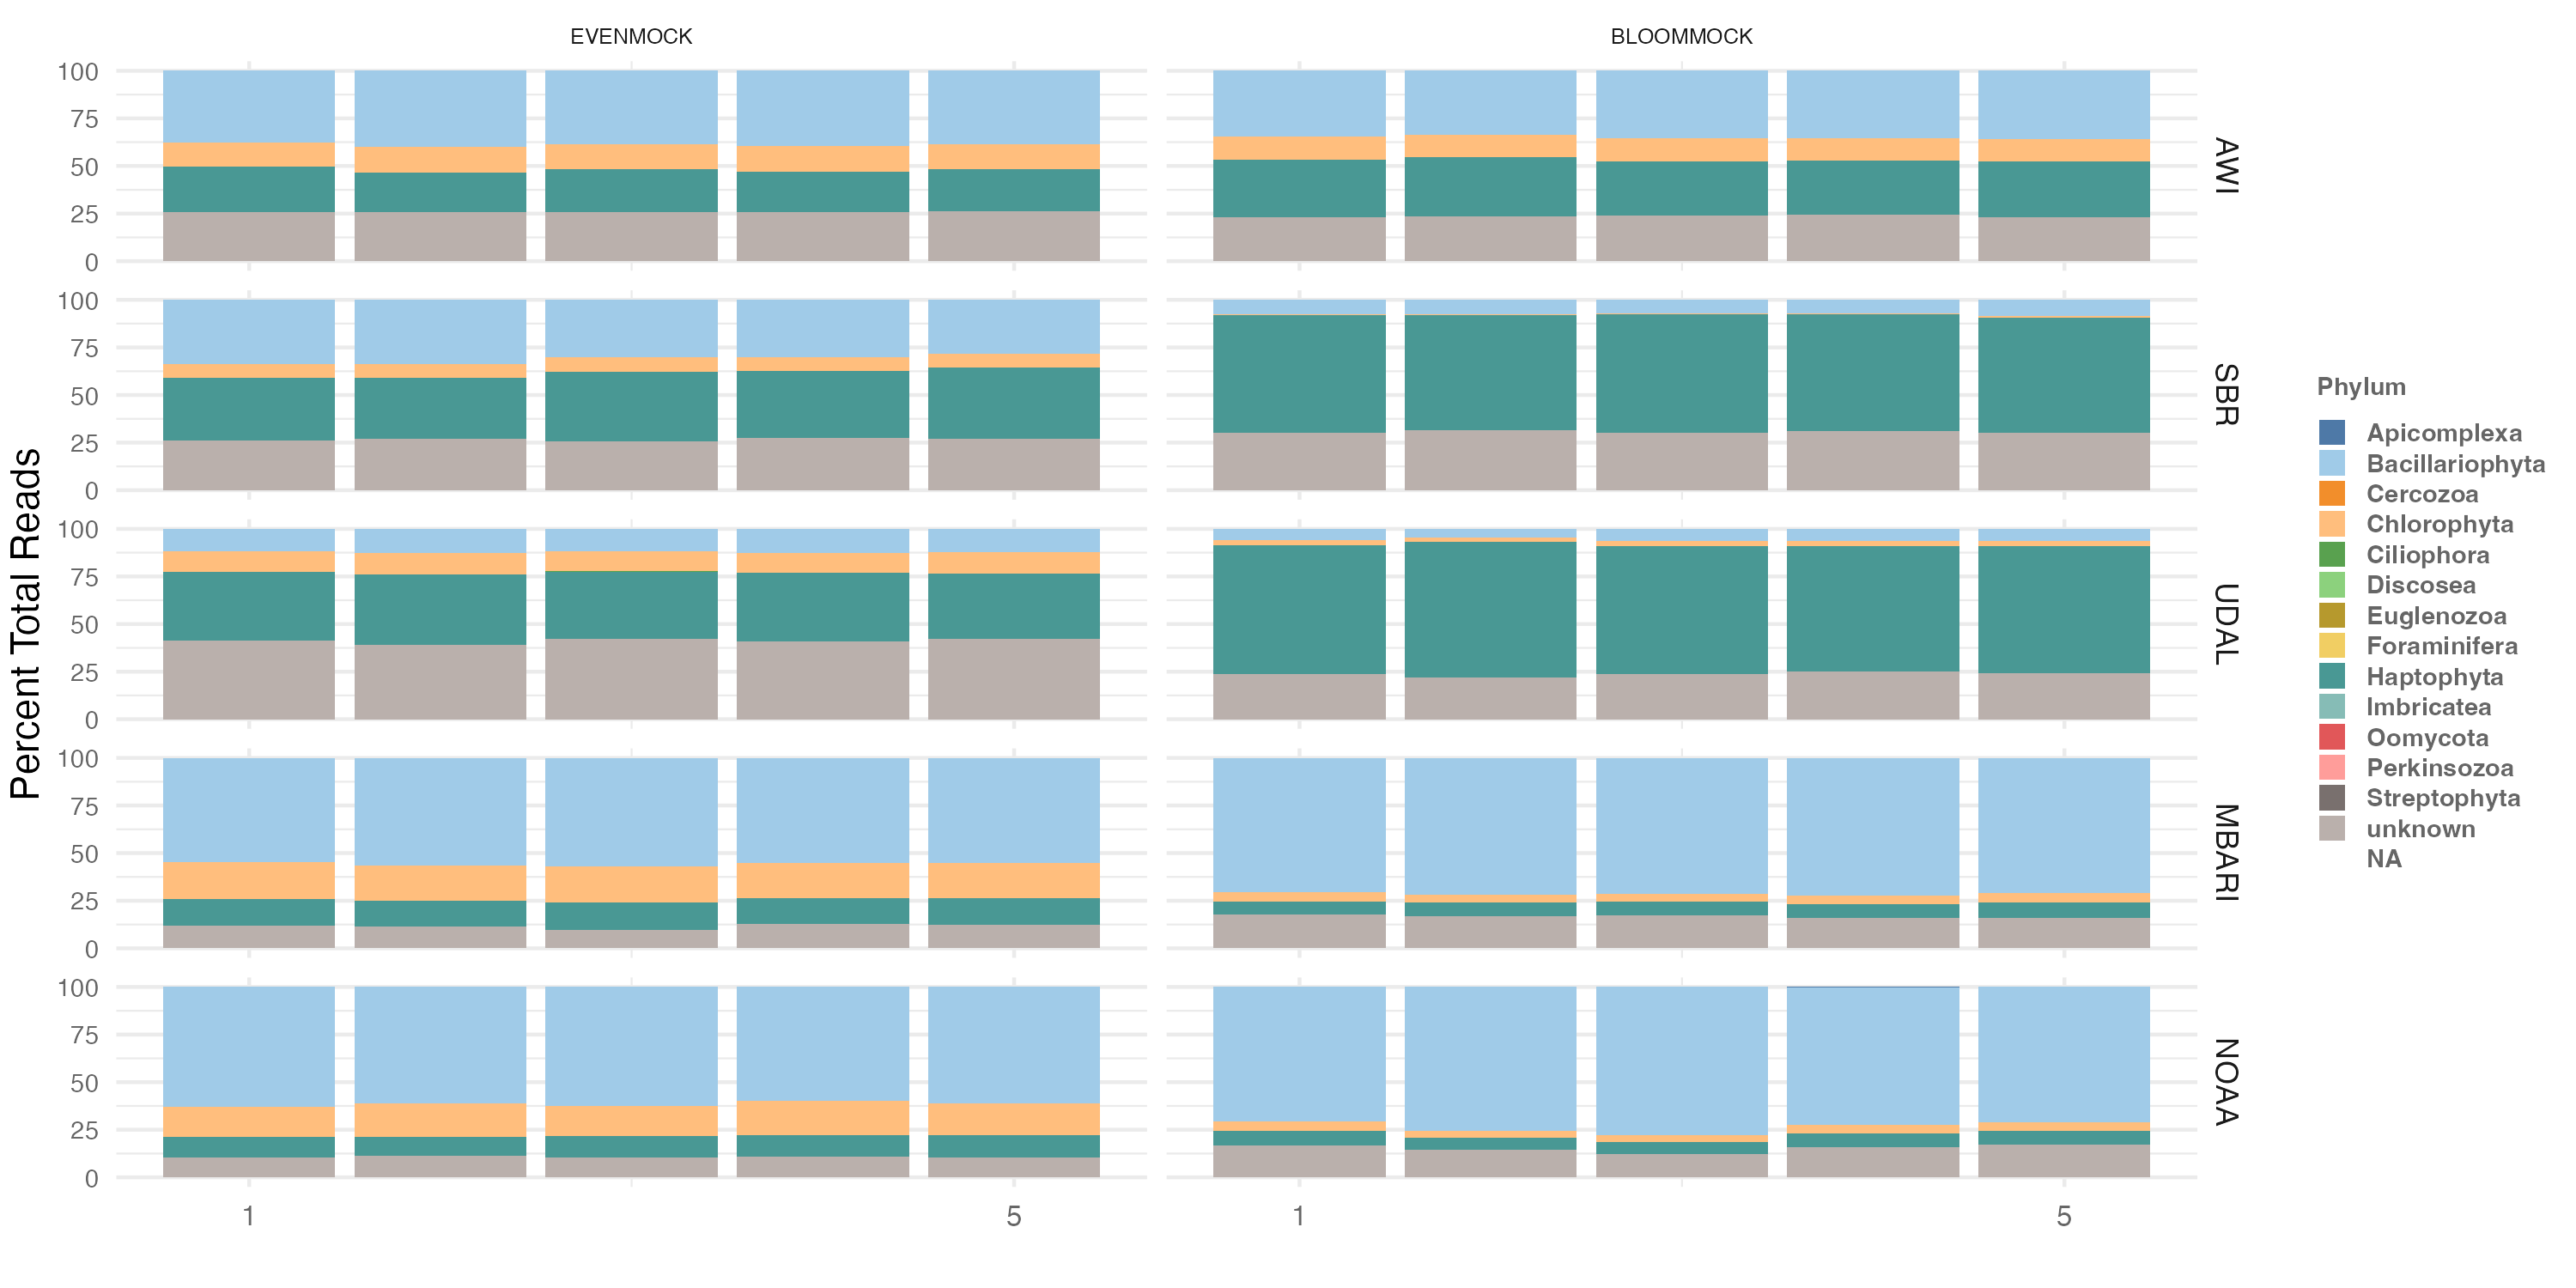 EVENMOCK
BLOOMMOCK
Percent Total Reads
100
75
50
25
0
AWI
100
75
50
25
0
SBR
100
75
50
25
0
UDAL
100
75
50
25
0
MBARI
100
75
50
25
0
NOAA
1
5
1
5
Phylum
Apicomplexa
Bacillariophyta
Cercozoa
Chlorophyta
Ciliophora
Discosea
Euglenozoa
Foraminifera
Haptophyta
Imbricatea
Oomycota
Perkinsozoa
Streptophyta
unknown
NA